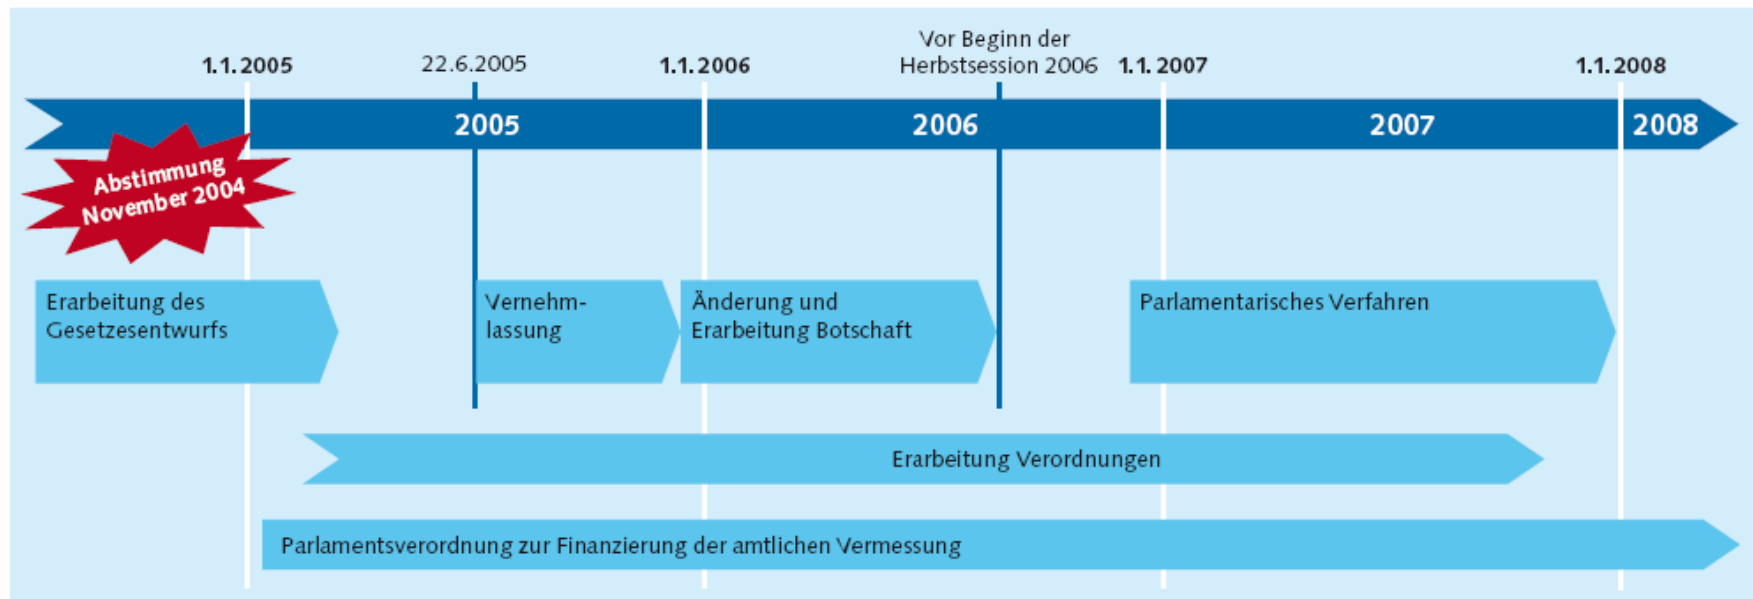 Vor Beginn der
1.1.2005 22.6.2005 1.1.2006 Herbstsession 2006 1.1.2007 1.1.2008
2005 2006 2007 2008
Abstimmung
November 2004
Erarbeitung des
Gesetzesentwurfs
Vernehm-
lassung
Änderung und
Erarbeitung Botschaft
Parlamentarisches Verfahren
Erarbeitung Verordnungen
Parlamentsverordnung zur Finanzierung der amtlichen Vermessung